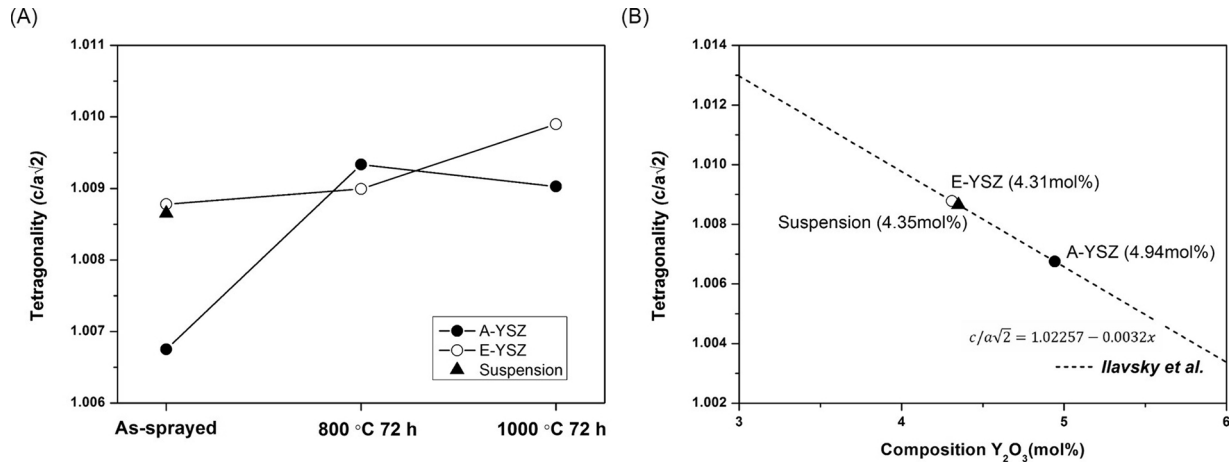 (A)
1.011
1.010
1.009
1.008
1.007
1.006
Tetragonality (c/a√2)
As-sprayed
800 °C 72 h
1000 °C 72 h
A-YSZ
E-YSZ
Suspension
(B)
1.014
1.012
1.010
1.008
1.006
1.004
1.002
Tetragonality (c/a√2)
E-YSZ (4.31mol%)
Suspension (4.35mol%)
A-YSZ (4.94mol%)
c/a√2 = 1.02257 − 0.0032x
Ilavsky et al.
3
4
5
6
Composition Y₂O₃(mol%)